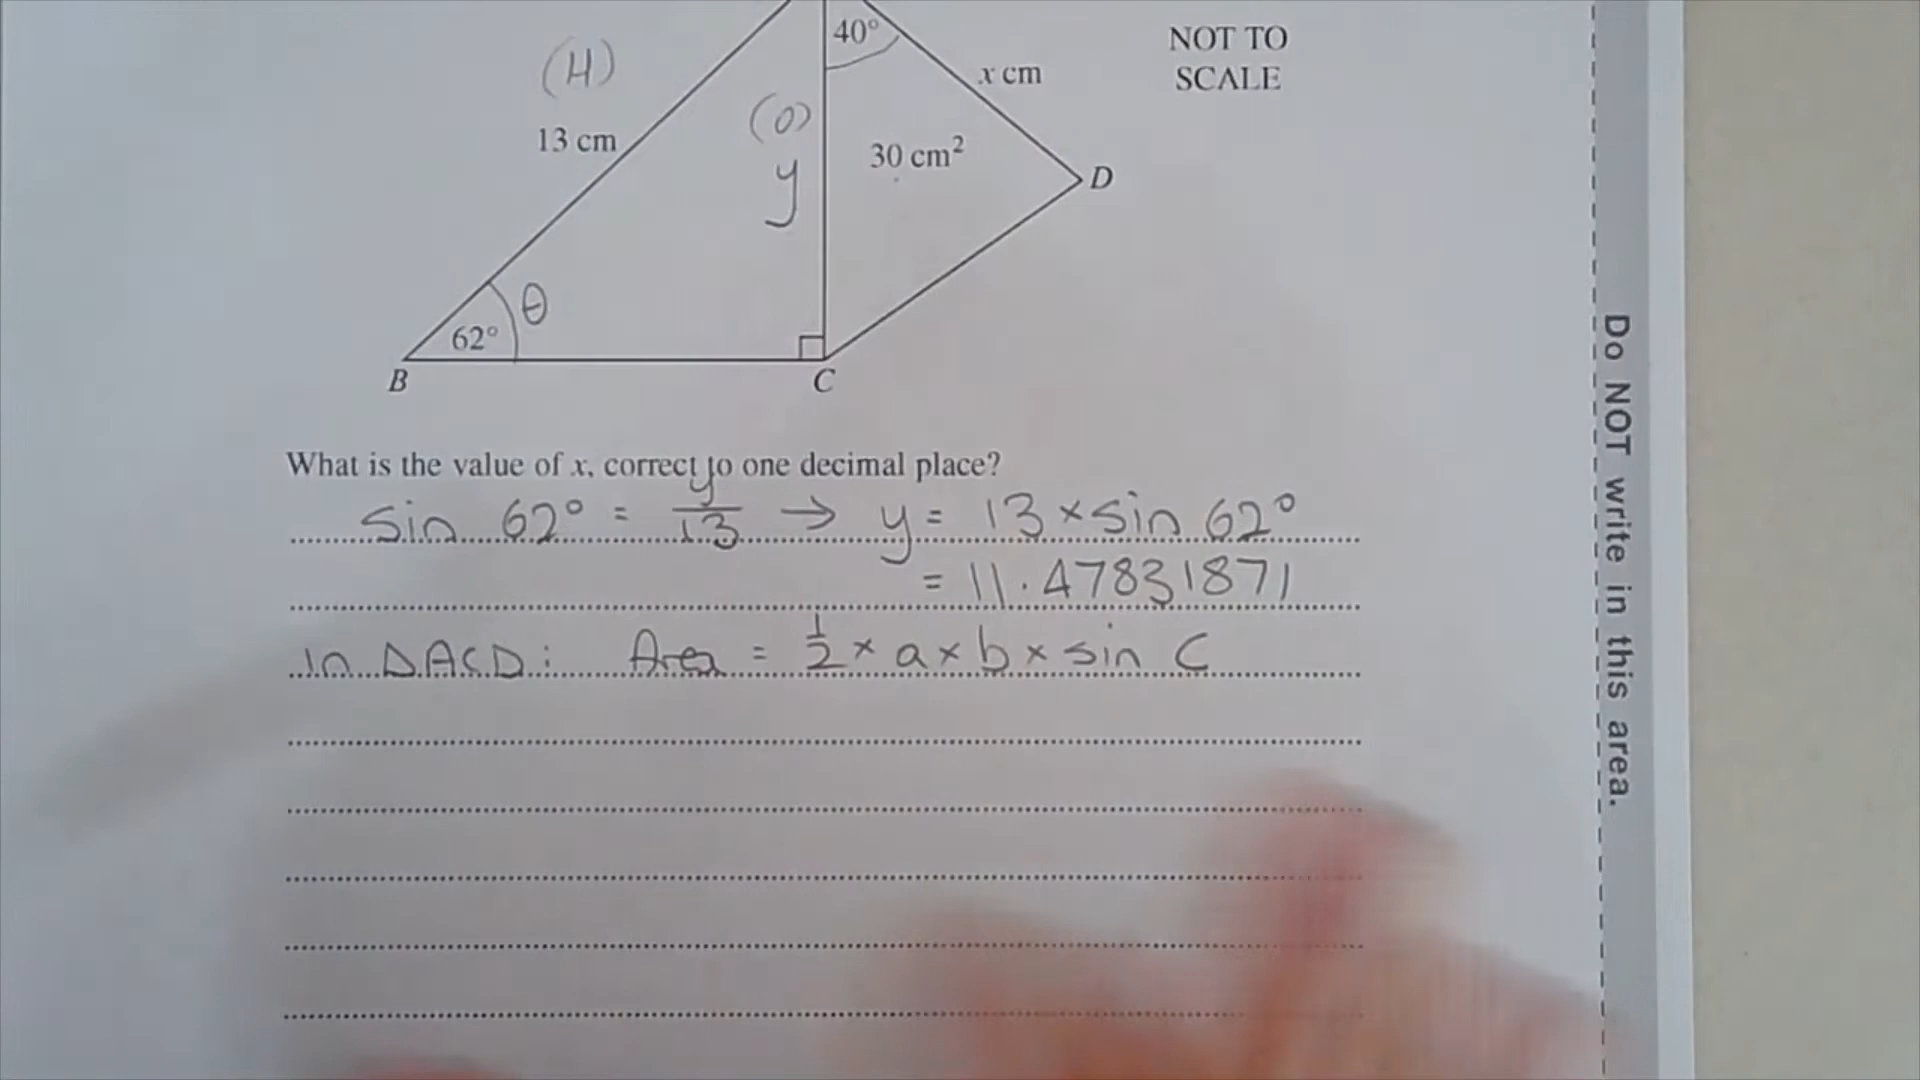 40°
NOT TO
SCALE
(H)
x cm
(O)
13 cm
30 cm²
y
D
θ
62°
B
C
What is the value of x, correct to one decimal place?
sin 62° = y/13 → y = 13 × sin 62°
= 11.47831871
In ΔACD: Area = 1/2 × a × b × sin C
Do NOT write in this area.